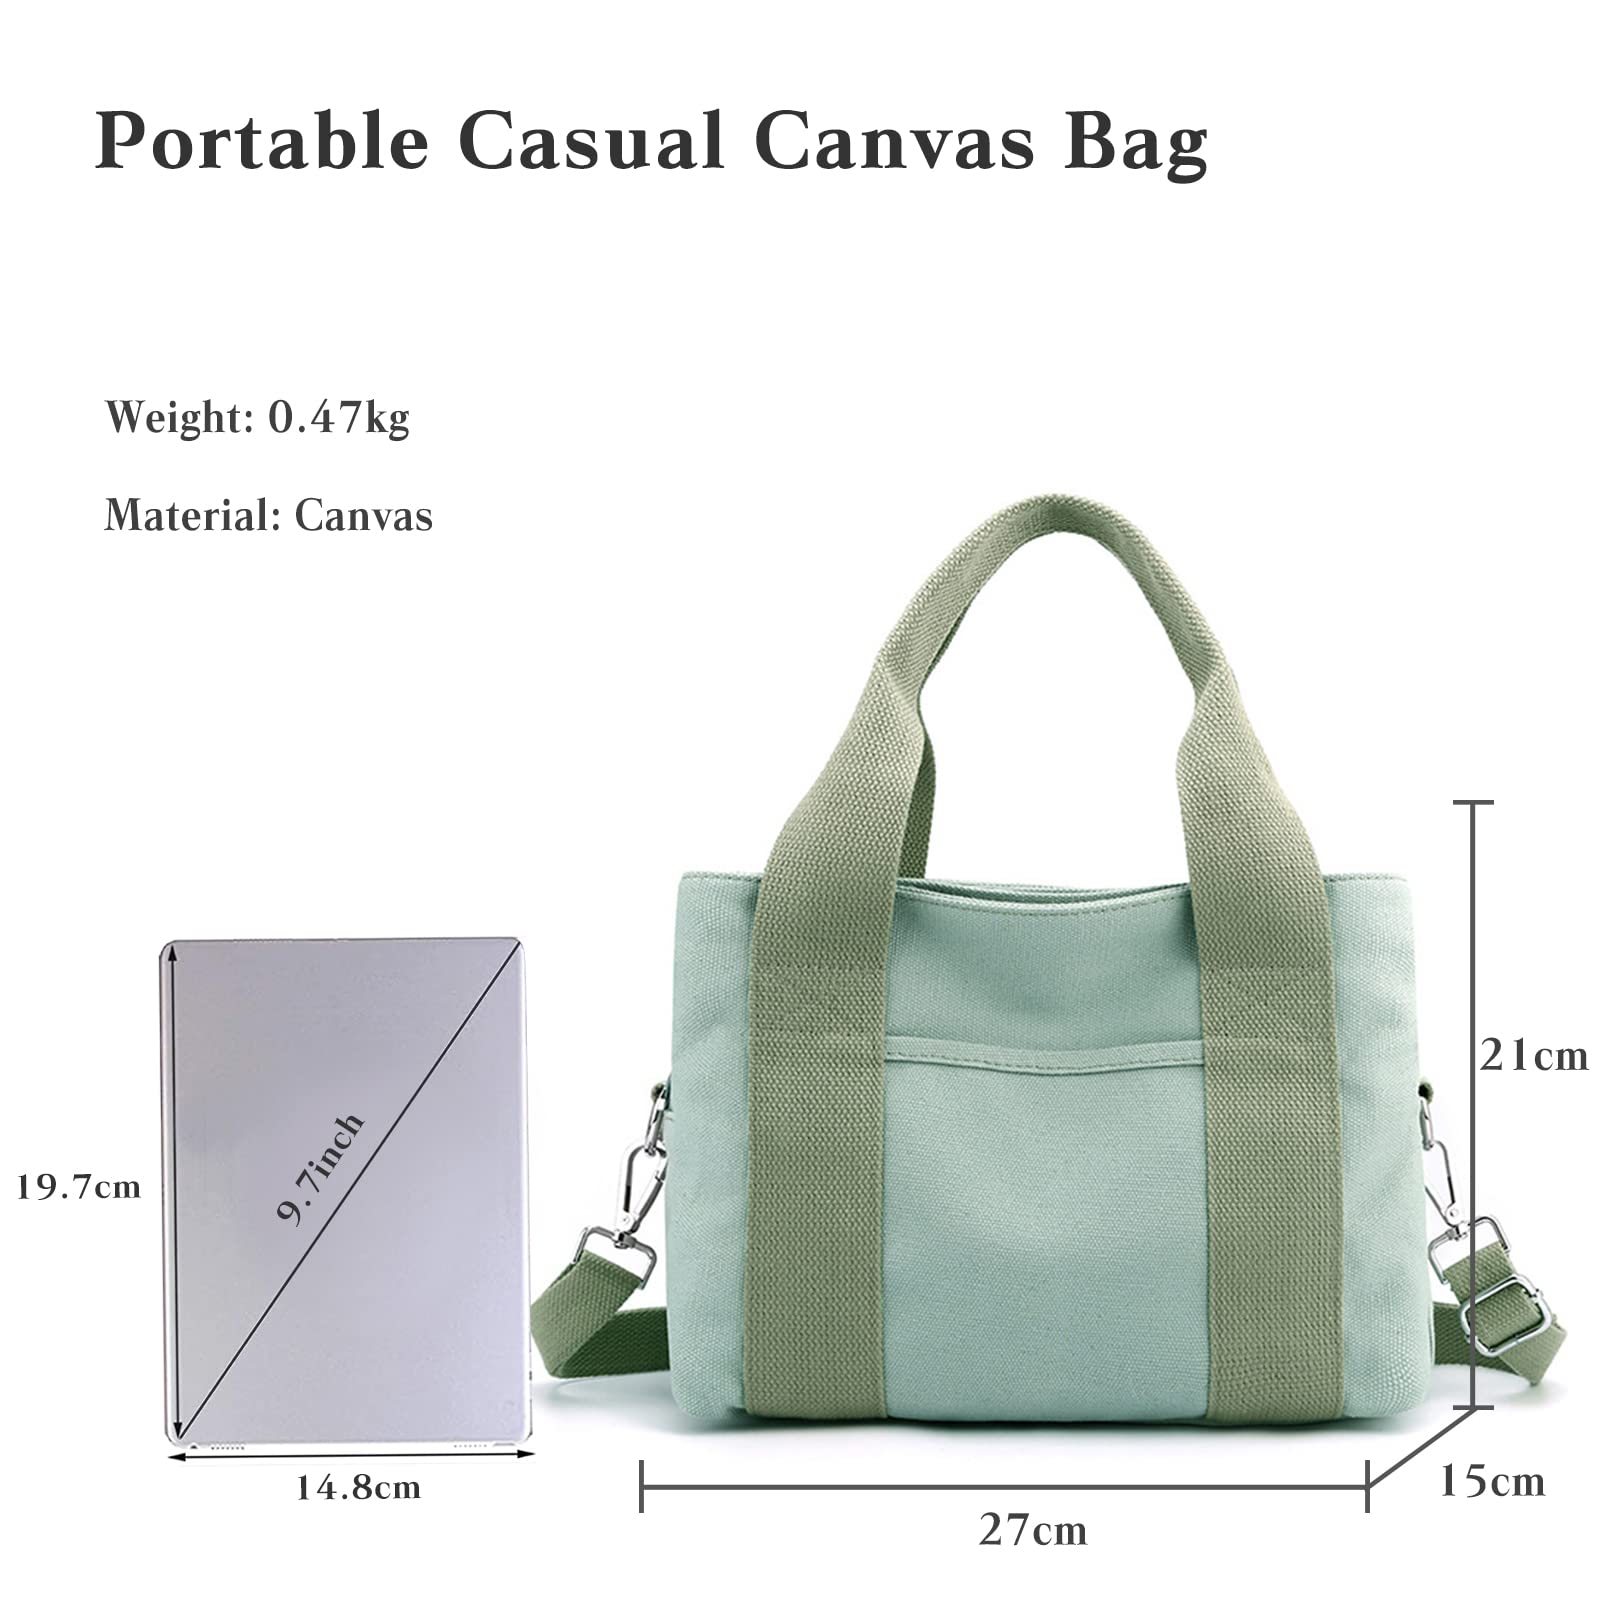 Portable Casual Canvas Bag
Weight: 0.47kg
Material: Canvas
21cm
9.7inch
19.7cm
14.8cm
15cm
27cm